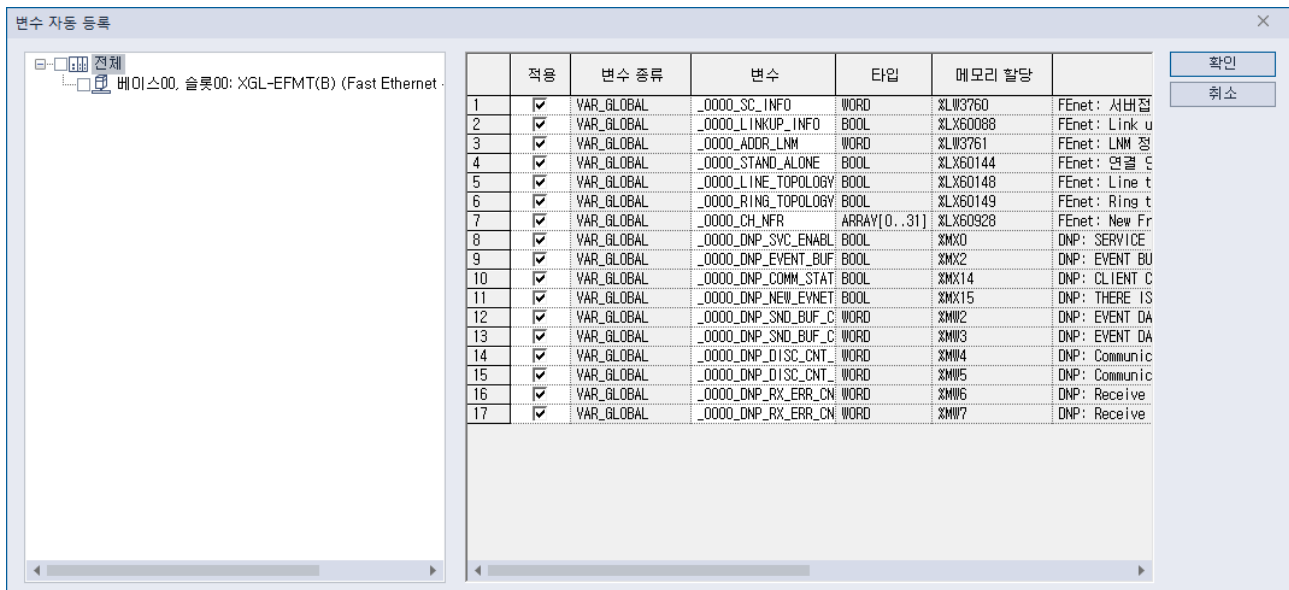 변수 자동 등록
전체
베이스00, 슬롯00: XGL-EFMT(B) (Fast Ethernet
적용 변수 종류 변수 타입 메모리 할당
1 VAR_GLOBAL _0000_SC_INFO WORD %LW3760 FEnet: 서버접
2 VAR_GLOBAL _0000_LINKUP_INFO BOOL %LX60088 FEnet: Link u
3 VAR_GLOBAL _0000_ADDR_LNM WORD %LW3761 FEnet: LNM 정
4 VAR_GLOBAL _0000_STAND_ALONE BOOL %LX60144 FEnet: 연결
5 VAR_GLOBAL _0000_LINE_TOPOLOGY BOOL %LX60148 FEnet: Line t
6 VAR_GLOBAL _0000_RING_TOPOLOGY BOOL %LX60149 FEnet: Ring t
7 VAR_GLOBAL _0000_CH_NFR ARRAY[0..31] %LX60928 FEnet: New Fr
8 VAR_GLOBAL _0000_DNP_SVC_ENABL BOOL %MX0 DNP: SERVICE
9 VAR_GLOBAL _0000_DNP_EVENT_BUF BOOL %MX2 DNP: EVENT BU
10 VAR_GLOBAL _0000_DNP_COMM_STAT BOOL %MX14 DNP: CLIENT C
11 VAR_GLOBAL _0000_DNP_NEW_EVNET BOOL %MX15 DNP: THERE IS
12 VAR_GLOBAL _0000_DNP_SND_BUF_C WORD %MW2 DNP: EVENT DA
13 VAR_GLOBAL _0000_DNP_SND_BUF_C WORD %MW3 DNP: EVENT DA
14 VAR_GLOBAL _0000_DNP_DISC_CNT_ WORD %MW4 DNP: Communic
15 VAR_GLOBAL _0000_DNP_DISC_CNT_ WORD %MW5 DNP: Communic
16 VAR_GLOBAL _0000_DNP_RX_ERR_CN WORD %MW6 DNP: Receive
17 VAR_GLOBAL _0000_DNP_RX_ERR_CN WORD %MW7 DNP: Receive
확인
취소